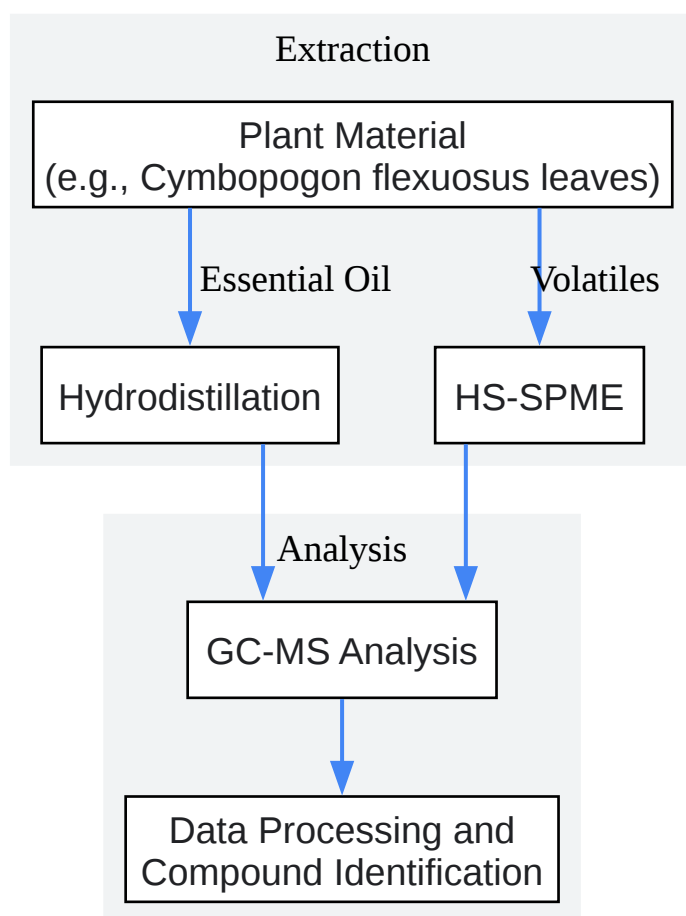 Extraction
Plant Material
(e.g., Cymbopogon flexuosus leaves)
Essential Oil
Volatiles
Hydrodistillation
HS-SPME
Analysis
GC-MS Analysis
Data Processing and
Compound Identification